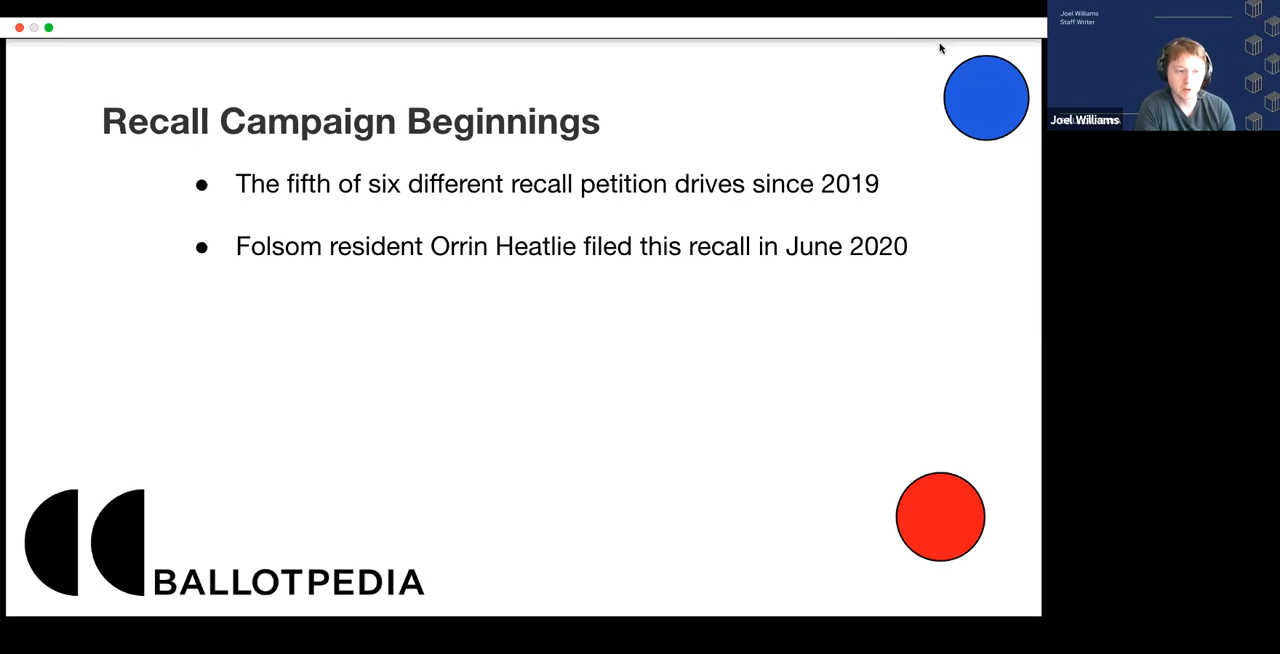 Recall Campaign Beginnings
● The fifth of six different recall petition drives since 2019
● Folsom resident Orrin Heatlie filed this recall in June 2020
BALLOTPEDIA
Joel Williams
Staff Writer
Joel Williams